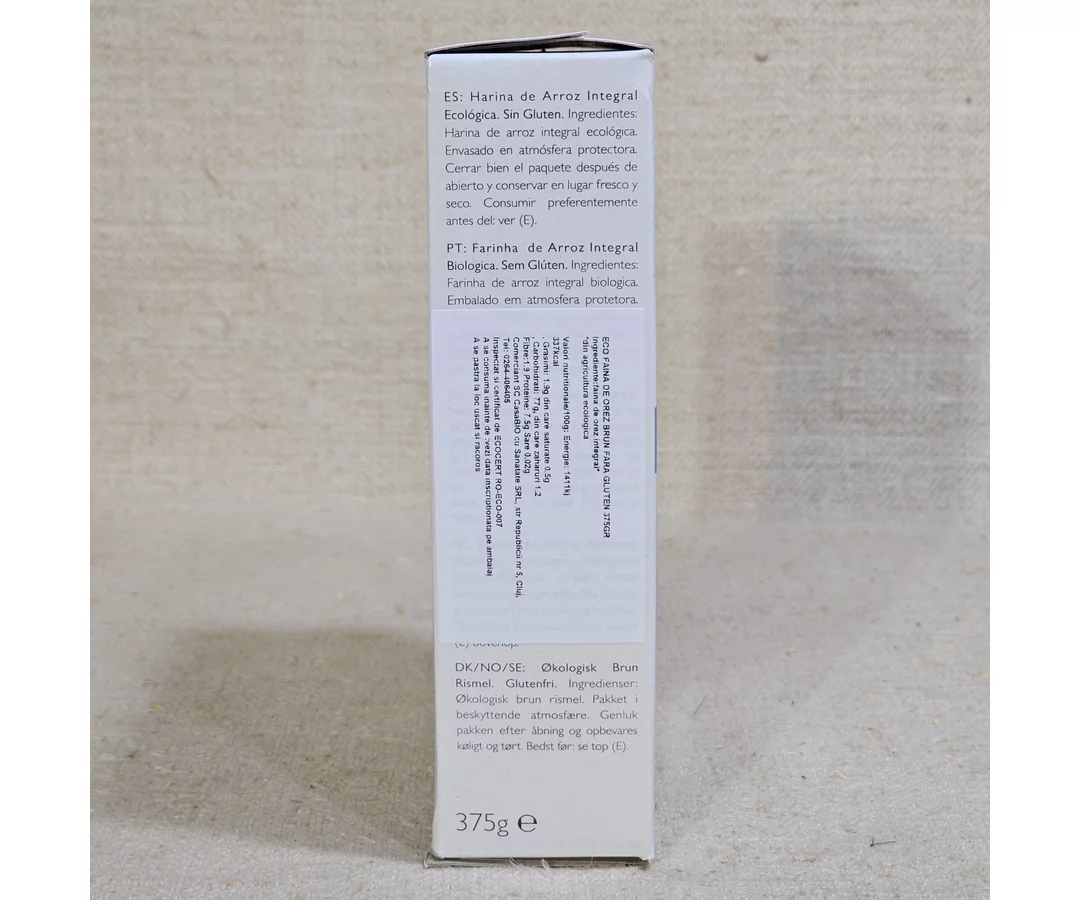 ES: Harina de Arroz Integral
Ecológica. Sin Gluten. Ingredientes:
Harina de arroz integral ecológica.
Envasado en atmósfera protectora.
Cerrar bien el paquete después de
abierto y conservar en lugar fresco y
seco. Consumir preferentemente
antes del: ver (E).
PT: Farinha de Arroz Integral
Biologica. Sem Glúten. Ingredientes:
Farinha de arroz integral biologica.
Embalado em atmosfera protetora.
ECO FAINA DE OREZ BRUN FARA GLUTEN 375GR
Ingrediente:faina de orez integral*
*din agricultura ecologica
Valori nutritionale/100g: Energie: 1411kj
337kcal
, Grasimi: 1.9g din care saturate 0.5g
, Carbohidrati: 77g, din care zaharuri 1.2
Fibre:1.9 Proteine: 7.5g Sare 0.02g
Comerciant SC CasaBIO cu Sanatate SRL, str Republicii nr 5, Cluj,
Tel: 0264-406405
Inspectat si certificat de ECOCERT RO-ECO-007
A se consuma inainte de :vezi data inscriptionata pe ambalaj
A se pastra la loc uscat si racoros
(E) bovenop.
DK/NO/SE: Økologisk Brun
Rismel. Glutenfri. Ingredienser:
Økologisk brun rismel. Pakket i
beskyttende atmosfære. Genluk
pakken efter åbning og opbevares
køligt og tørt. Bedst før: se top (E).
375g ℮